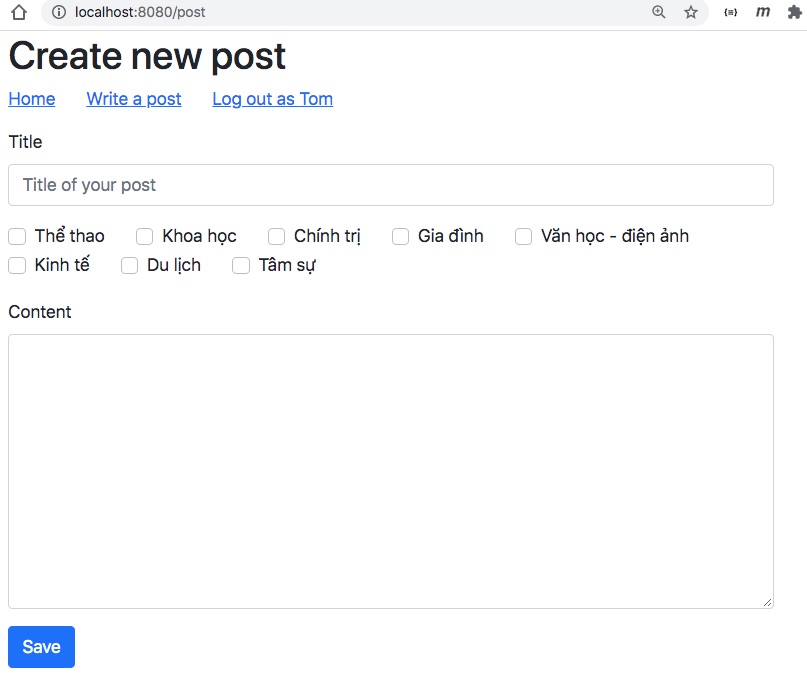 localhost:8080/post
Create new post
Home Write a post Log out as Tom
Title
Title of your post
Thể thao Khoa học Chính trị Gia đình Văn học - điện ảnh
Kinh tế Du lịch Tâm sự
Content
Save